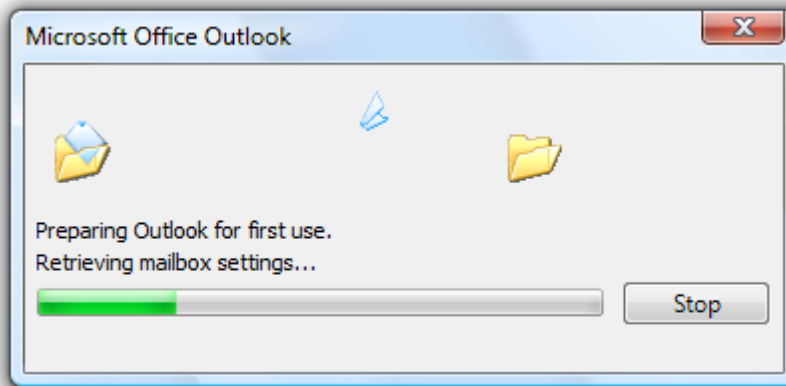 Microsoft Office Outlook
Preparing Outlook for first use.
Retrieving mailbox settings...
Stop